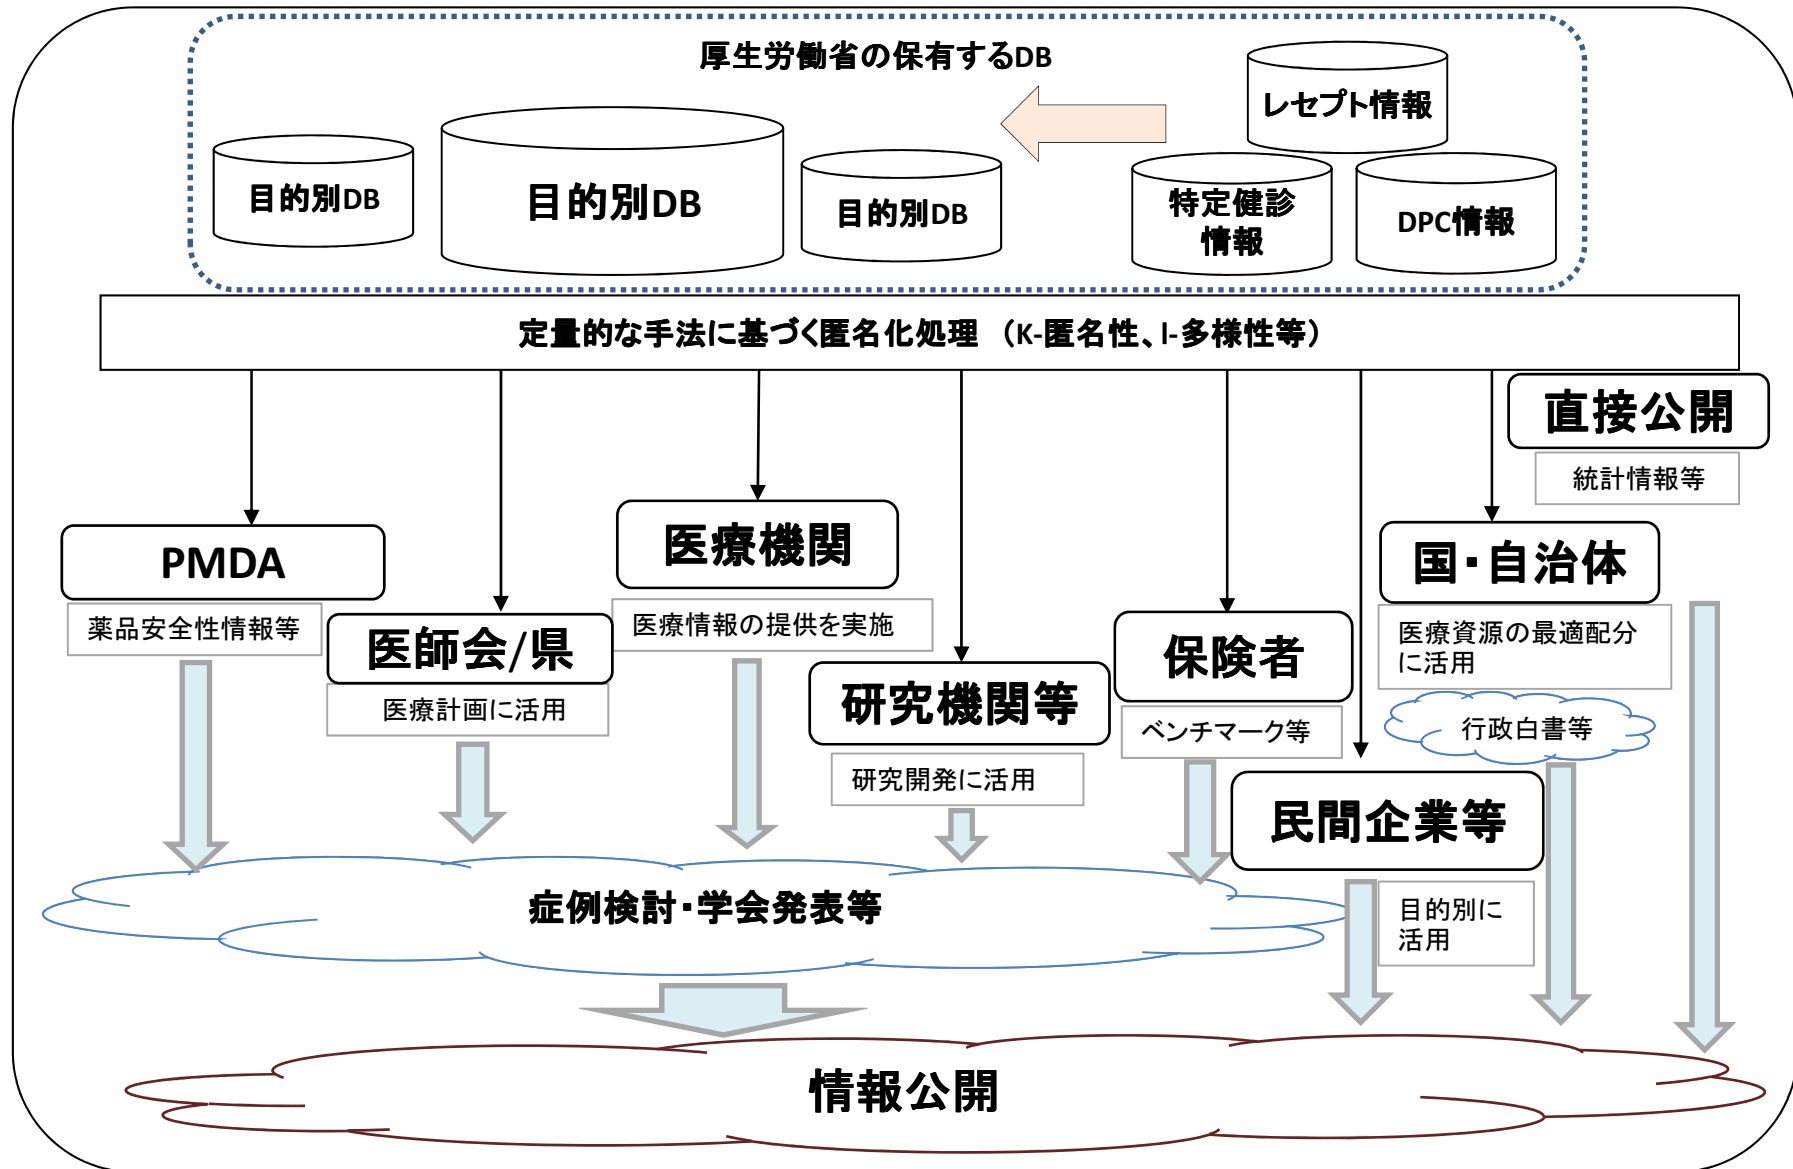 厚生労働省の保有するDB
レセプト情報
目的別DB
目的別DB
目的別DB
特定健診
情報
DPC情報
定量的な手法に基づく匿名化処理 （K-匿名性、l-多様性等）
直接公開
統計情報等
PMDA
薬品安全性情報等
医師会/県
医療計画に活用
医療機関
医療情報の提供を実施
研究機関等
研究開発に活用
保険者
ベンチマーク等
民間企業等
目的別に
活用
国・自治体
医療資源の最適配分
に活用
行政白書等
症例検討・学会発表等
情報公開